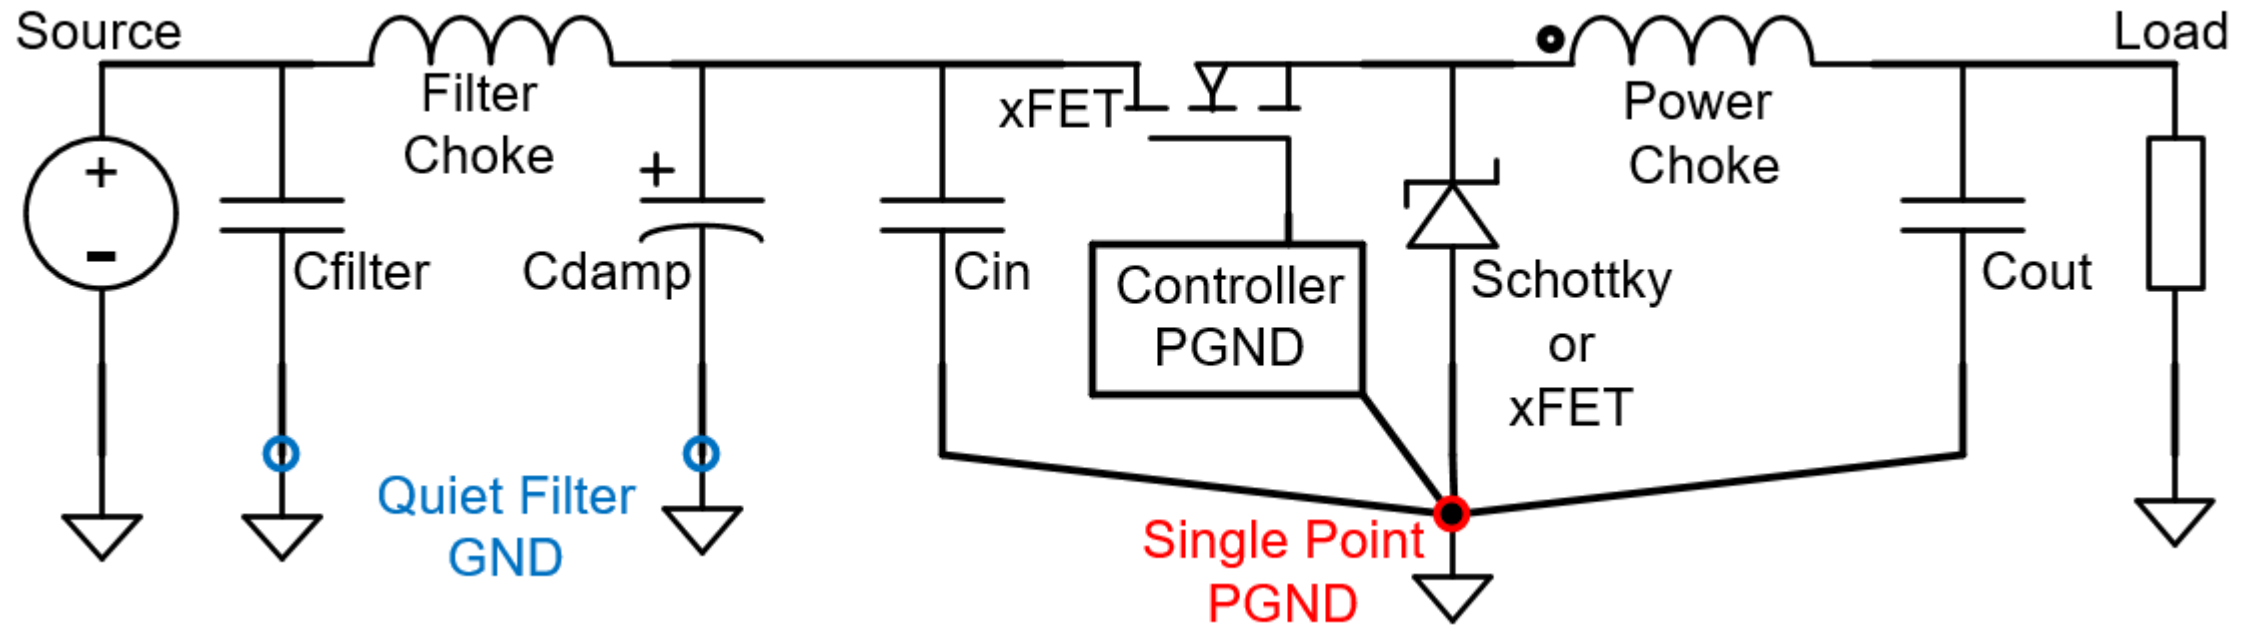 Source
Load
Filter
Choke
xFET
Power
Choke
+
-
+
Cfilter
Cdamp
Cin
Controller
PGND
Schottky
or
xFET
Cout
Quiet Filter
GND
Single Point
PGND